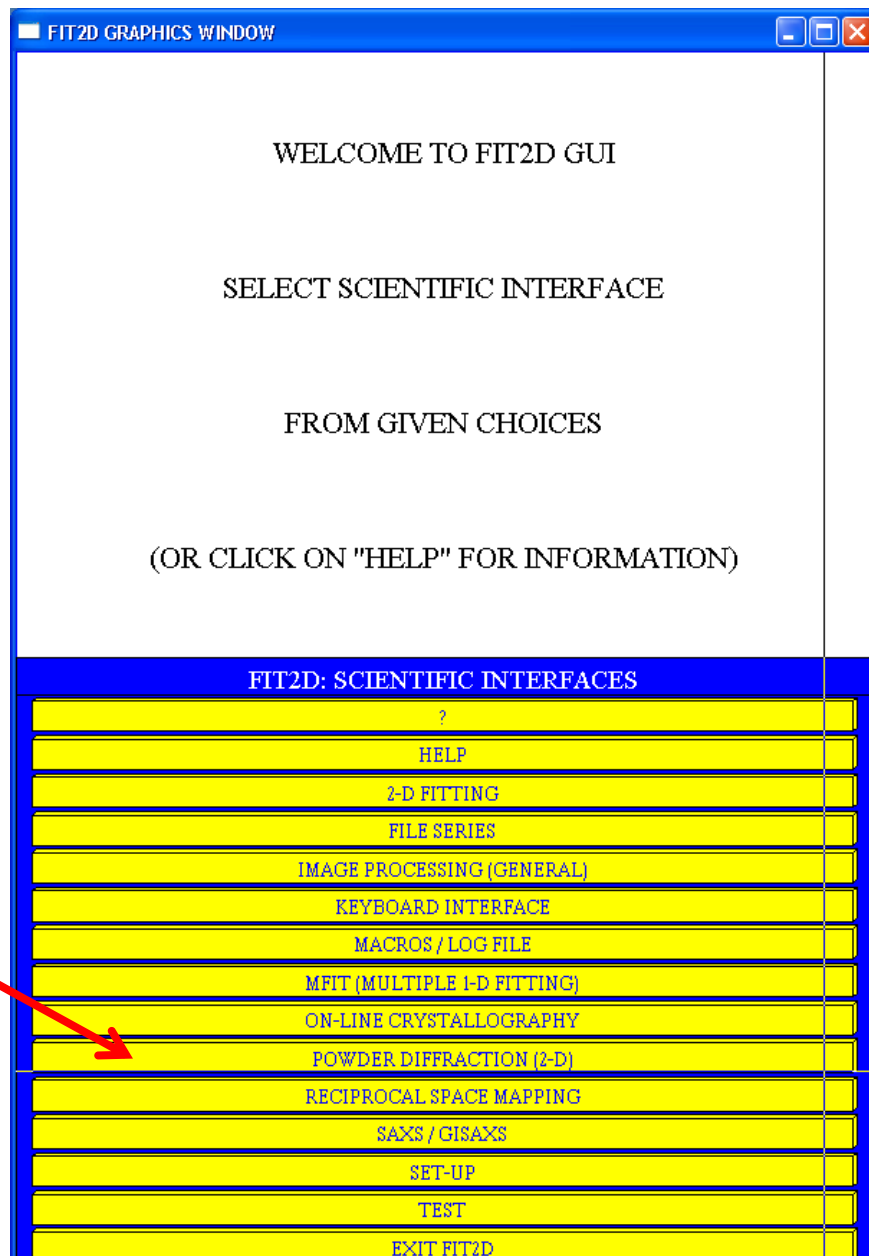 FIT2D GRAPHICS WINDOW
WELCOME TO FIT2D GUI
SELECT SCIENTIFIC INTERFACE
FROM GIVEN CHOICES
(OR CLICK ON "HELP" FOR INFORMATION)
FIT2D: SCIENTIFIC INTERFACES
?
HELP
2-D FITTING
FILE SERIES
IMAGE PROCESSING (GENERAL)
KEYBOARD INTERFACE
MACROS / LOG FILE
MFIT (MULTIPLE 1-D FITTING)
ON-LINE CRYSTALLOGRAPHY
POWDER DIFFRACTION (2-D)
RECIPROCAL SPACE MAPPING
SAXS / GISAXS
SET-UP
TEST
EXIT FIT2D